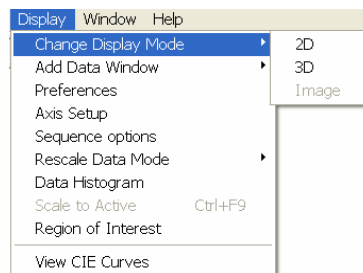 Display Window Help
Change Display Mode 2D
Add Data Window 3D
Preferences Image
Axis Setup
Sequence options
Rescale Data Mode
Data Histogram
Scale to Active Ctrl+F9
Region of Interest
View CIE Curves